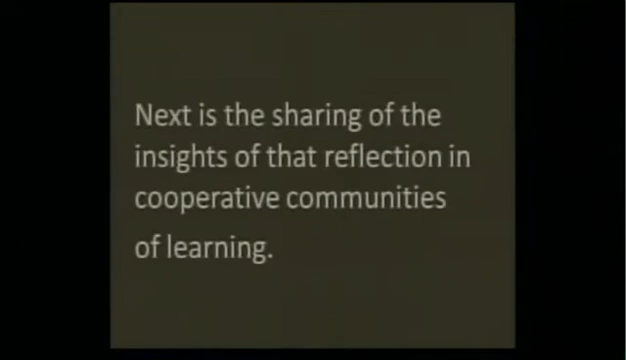 Next is the sharing of the
insights of that reflection in
cooperative communities
of learning.